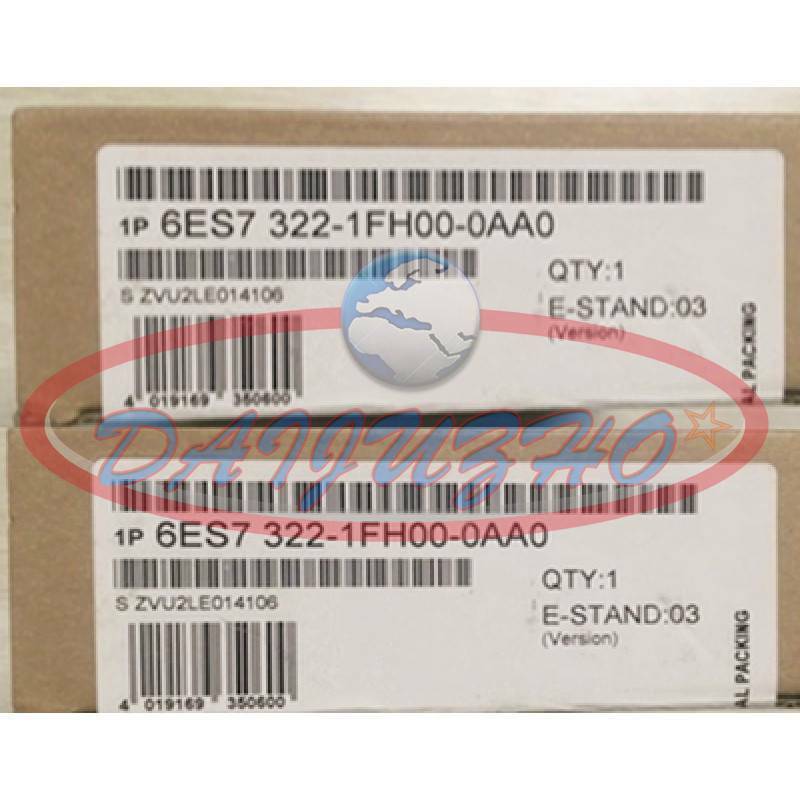 1P 6ES7 322-1FH00-0AA0
S ZVU2LE014106
QTY:1
E-STAND:03
(Version)
4 019169 350600
AL PACKING
DAIJUZHO
1P 6ES7 322-1FH00-0AA0
S ZVU2LE014106
QTY:1
E-STAND:03
(Version)
4 019169 350600
AL PACKING